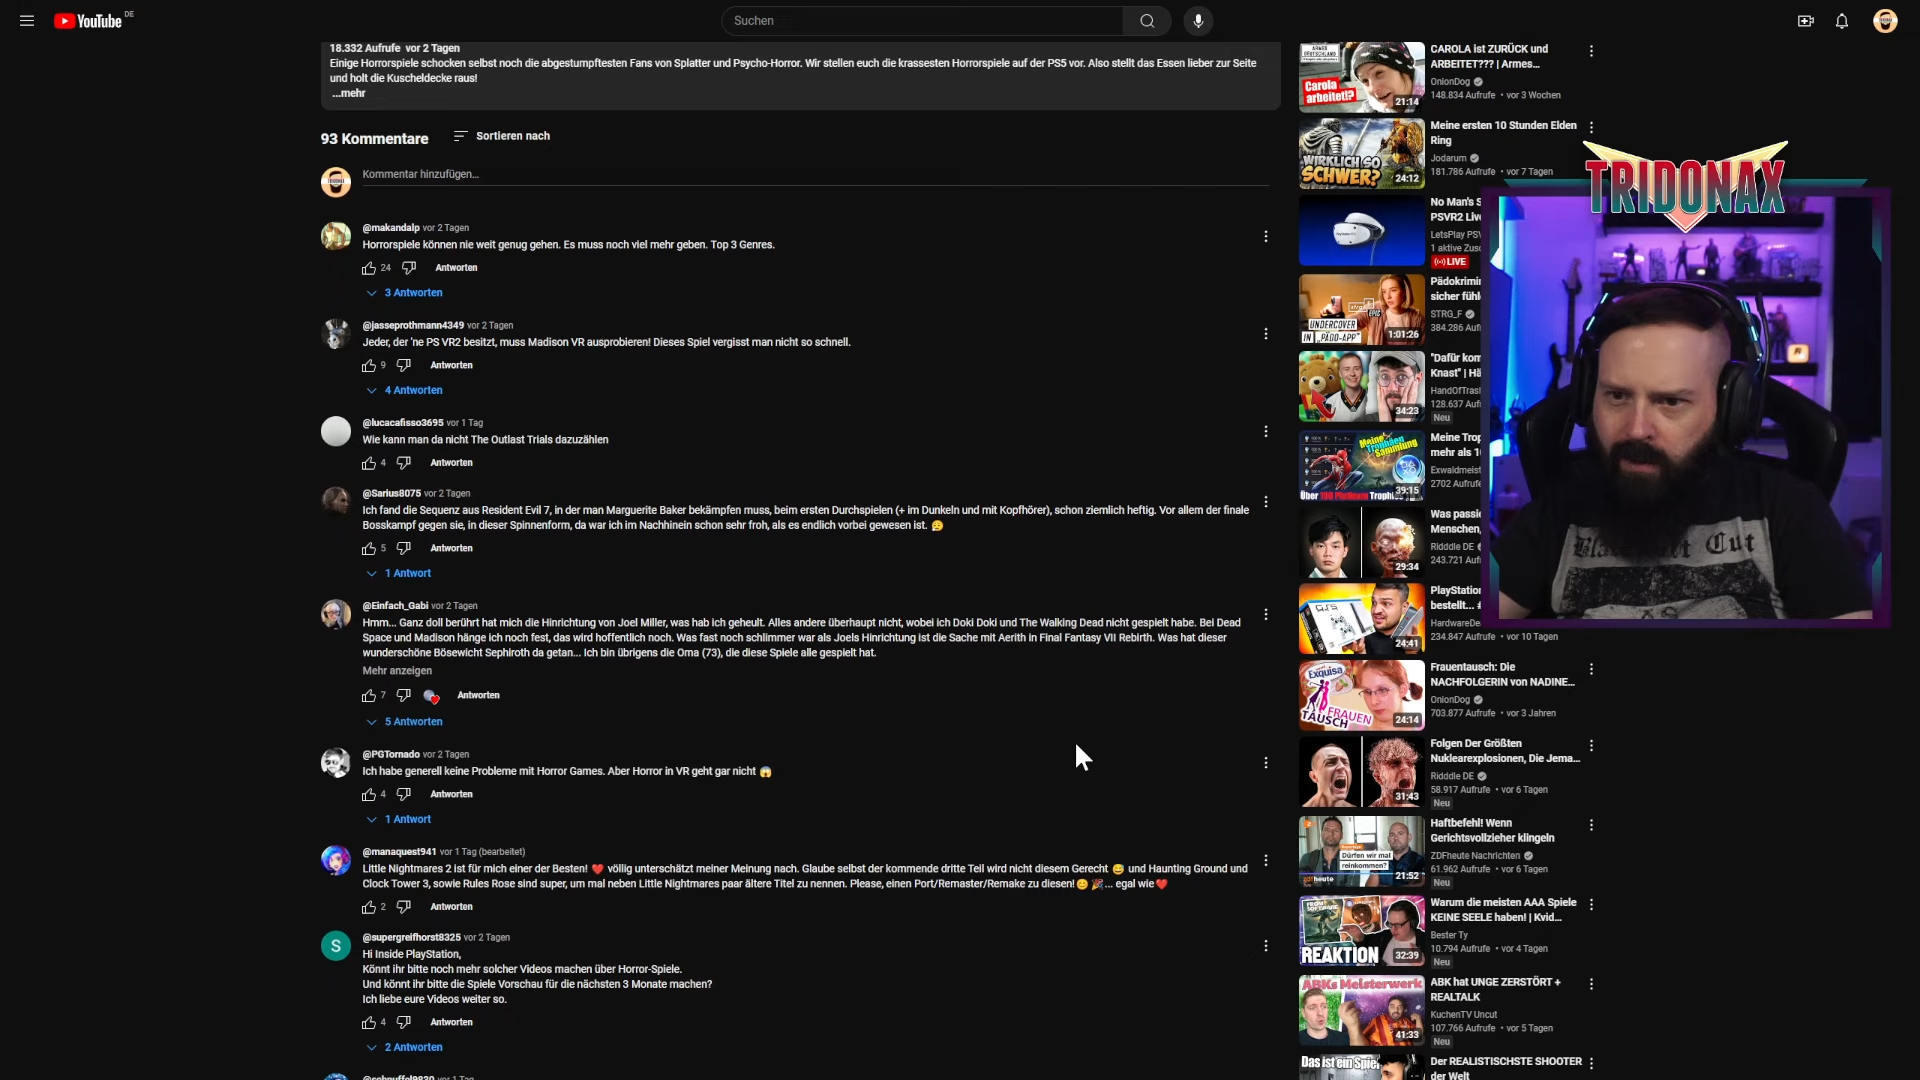 YouTube DE
Suchen
18.332 Aufrufe vor 2 Tagen
Einige Horrorspiele schocken selbst noch die abgestumpftesten Fans von Splatter und Psycho-Horror. Wir stellen euch die krassesten Horrorspiele auf der PS5 vor. Also stellt das Essen lieber zur Seite
und holt die Kuscheldecke raus!
...mehr
93 Kommentare
Sortieren nach
Kommentar hinzufügen...
@makandalp vor 2 Tagen
Horrorspiele können nie weit genug gehen. Es muss noch viel mehr geben. Top 3 Genres.
24 Antworten
3 Antworten
@jasseprothmann4349 vor 2 Tagen
Jeder, der 'ne PS VR2 besitzt, muss Madison VR ausprobieren! Dieses Spiel vergisst man nicht so schnell.
9 Antworten
4 Antworten
@lucacafisso3695 vor 1 Tag
Wie kann man da nicht The Outlast Trials dazuzählen
4 Antworten
@Sarius8075 vor 2 Tagen
Ich fand die Sequenz aus Resident Evil 7, in der man Marguerite Baker bekämpfen muss, beim ersten Durchspielen (+ im Dunkeln und mit Kopfhörer), schon ziemlich heftig. Vor allem der finale
Bosskampf gegen sie, in dieser Spinnenform, da war ich im Nachhinein schon sehr froh, als es endlich vorbei gewesen ist. 😥
5 Antworten
1 Antwort
@Einfach_Gabi vor 2 Tagen
Hmm... Ganz doll berührt hat mich die Hinrichtung von Joel Miller, was hab ich geheult. Alles andere überhaupt nicht, wobei ich Doki Doki und The Walking Dead nicht gespielt habe. Bei Dead
Space und Madison hänge ich noch fest, das wird hoffentlich noch. Was fast noch schlimmer war als Joels Hinrichtung ist die Sache mit Aerith in Final Fantasy VII Rebirth. Was hat dieser
wunderschöne Bösewicht Sephiroth da getan... Ich bin übrigens die Oma (73), die diese Spiele alle gespielt hat.
Mehr anzeigen
7 Antworten
5 Antworten
@PGTornado vor 2 Tagen
Ich habe generell keine Probleme mit Horror Games. Aber Horror in VR geht gar nicht 😱
4 Antworten
1 Antwort
@manaquest941 vor 1 Tag (bearbeitet)
Little Nightmares 2 ist für mich einer der Besten! ❤️ völlig unterschätzt meiner Meinung nach. Glaube selbst der kommende dritte Teil wird nicht diesem Gerecht 😅 und Haunting Ground und
Clock Tower 3, sowie Rules Rose sind super, um mal neben Little Nightmares paar ältere Titel zu nennen. Please, einen Port/Remaster/Remake zu diesen!😊 🎉... egal wie❤️
2 Antworten
S
@supergreifhorst8325 vor 2 Tagen
Hi Inside PlayStation,
Könnt ihr bitte noch mehr solcher Videos machen über Horror-Spiele.
Und könnt ihr bitte die Spiele Vorschau für die nächsten 3 Monate machen?
Ich liebe eure Videos weiter so.
4 Antworten
2 Antworten
@schnuffel9830 vor 1 Tag
Carola arbeitet!?
21:14
CAROLA ist ZURÜCK und
ARBEITET??? | Armes...
OnionDog
148.834 Aufrufe • vor 3 Wochen
WIRKLICH SO
SCHWER?
24:12
Meine ersten 10 Stunden Elden
Ring
Jodarum
181.786 Aufrufe • vor 7 Tagen
No Man's S
PSVR2 Live
LetsPlay PSV
1 aktive Zusc
LIVE
UNDERCOVER
IN „PÄDO-APP"
1:01:26
Pädokrimin
sicher fühl
STRG_F
384.286 Auf
34:23
"Dafür kom
Knast" | Hä
HandOfTras
128.637 Auf
Neu
Meine
Trophäen
Sammlung
Über 100 Platinum Troph
39:15
Meine Trop
mehr als 1
Exwaldmeist
2702 Aufrufe
29:34
Was passie
Menschen,
Ridddle DE
243.721 Auf
24:41
PlayStation
bestellt... #
HardwareDe
234.847 Aufrufe • vor 10 Tagen
Exquisa
FRAUEN
TAUSCH
24:14
Frauentausch: Die
NACHFOLGERIN von NADINE...
OnionDog
703.877 Aufrufe • vor 3 Jahren
31:43
Folgen Der Größten
Nuklearexplosionen, Die Jema...
Ridddle DE
58.917 Aufrufe • vor 6 Tagen
Neu
Dürfen wir mal
reinkommen?
zdfheute
21:52
Haftbefehl! Wenn
Gerichtsvollzieher klingeln
ZDFheute Nachrichten
61.962 Aufrufe • vor 6 Tagen
Neu
REAKTION
32:39
Warum die meisten AAA Spiele
KEINE SEELE haben! | Kvid...
Bester Ty
10.794 Aufrufe • vor 4 Tagen
Neu
ABKs Meisterwerk
41:33
ABK hat UNGE ZERSTÖRT +
REALTALK
KuchenTV Uncut
107.766 Aufrufe • vor 5 Tagen
Neu
Das ist ein Spiel
Der REALISTISCHSTE SHOOTER
der Welt
TRIDONAX
Cut